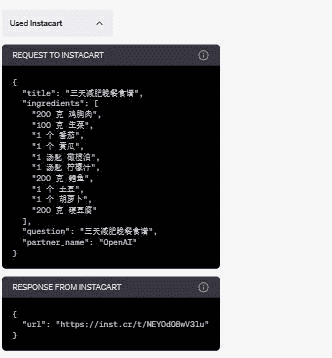 Used Instacart
REQUEST TO INSTACART
{
"title": "三天减肥晚餐食谱",
"ingredients": [
"200 克 鸡胸肉",
"100 克 生菜",
"1 个 番茄",
"1 个 黄瓜",
"1 汤匙 橄榄油",
"1 汤匙 柠檬汁",
"200 克 鳕鱼",
"1 个 土豆",
"1 个 胡萝卜",
"200 克 硬豆腐"
],
"question": "三天减肥晚餐食谱",
"partner_name": "OpenAI"
}
RESPONSE FROM INSTACART
{
"url": "https://inst.cr/t/NEYOdO8wV3lu"
}